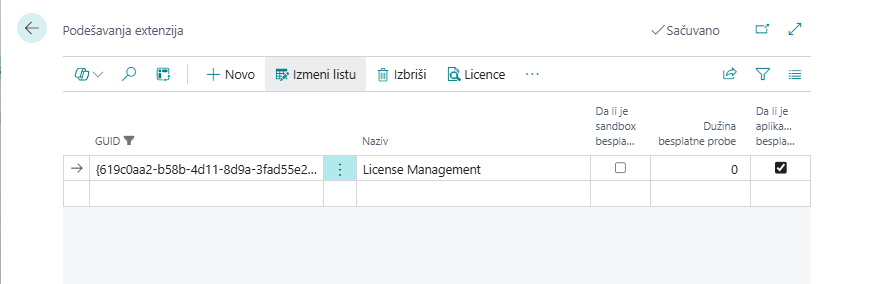 Podešavanja extenzija
Sačuvano
Novo
Izmeni listu
Izbriši
Licence
GUID
Naziv
Da li je
sandbox
bespla...
Dužina
besplatne probe
Da li je
aplika...
bespla...
{619c0aa2-b58b-4d11-8d9a-3fad55e2...
License Management
0